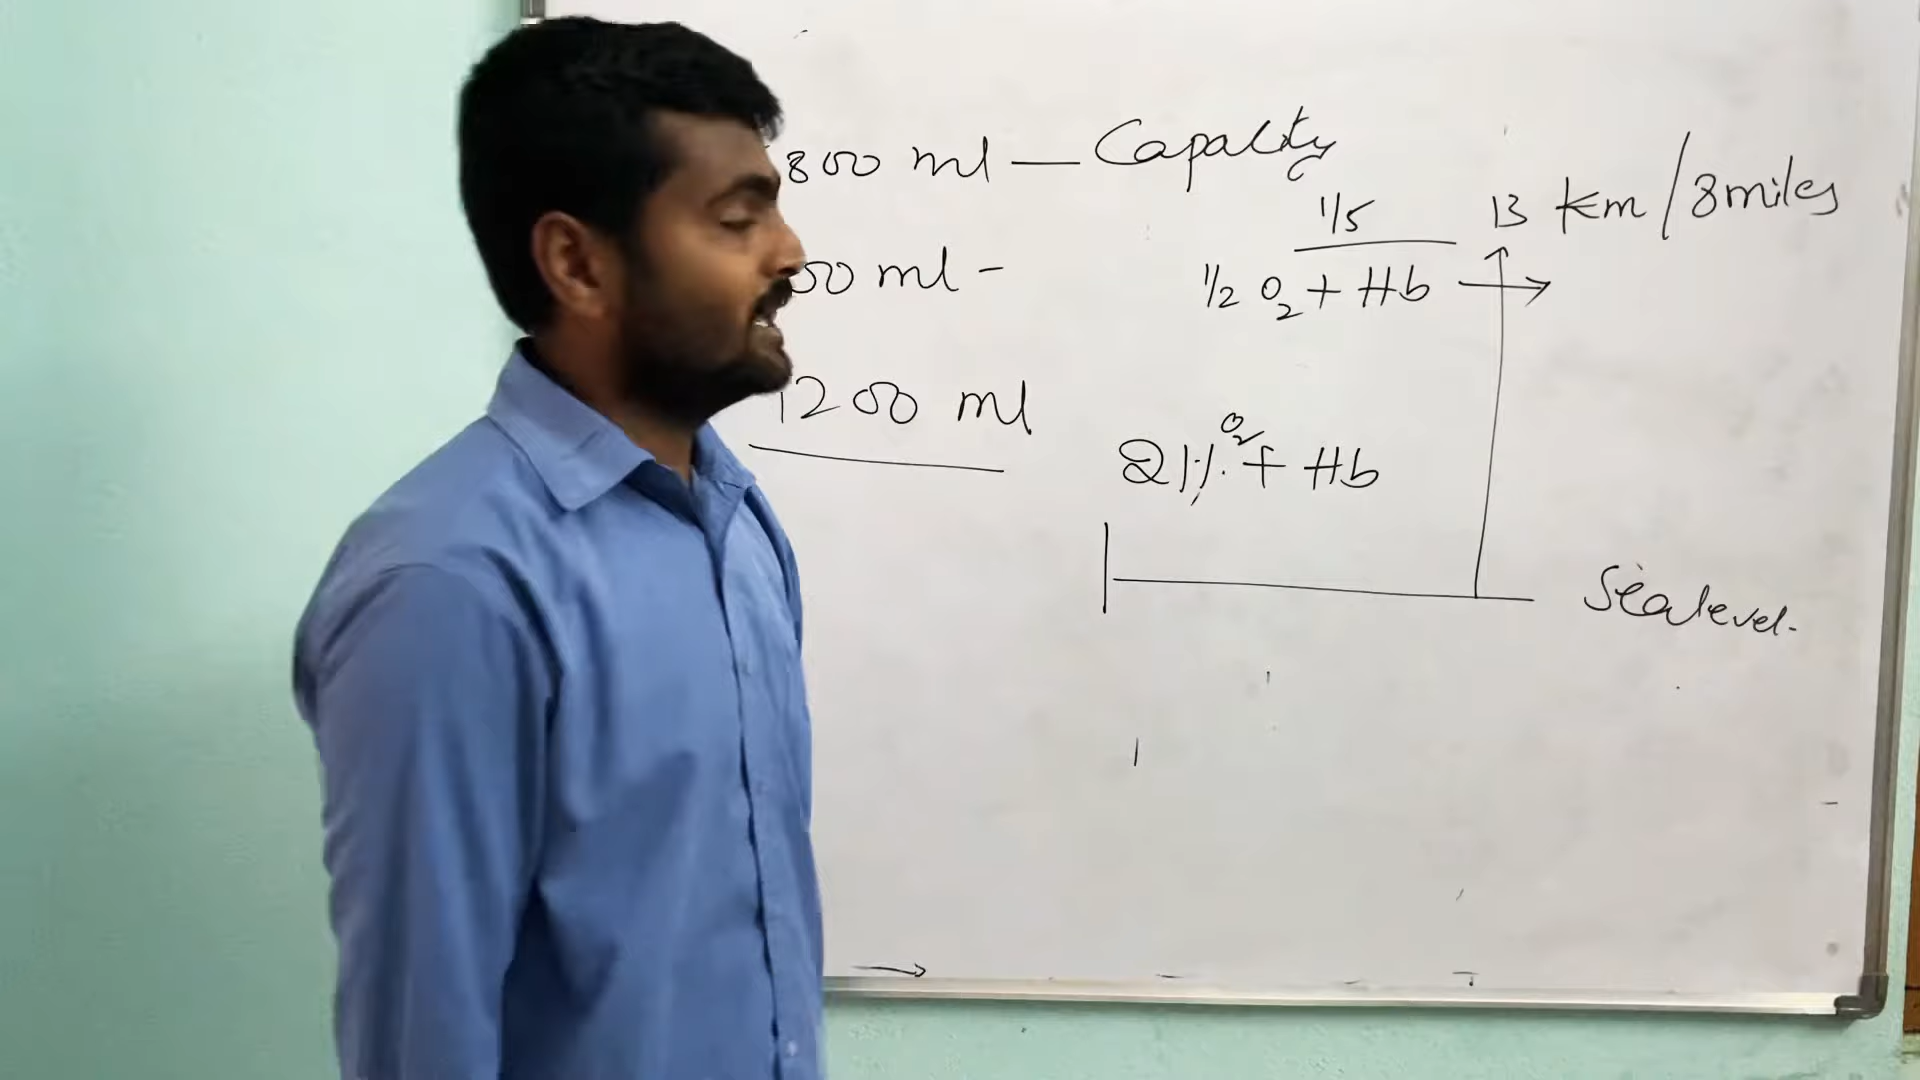 800 ml — Capacity
1/5
13 km / 8 miles
00 ml -
1/2 O2 + Hb →
1200 ml
21% O2 + Hb
Sealevel.